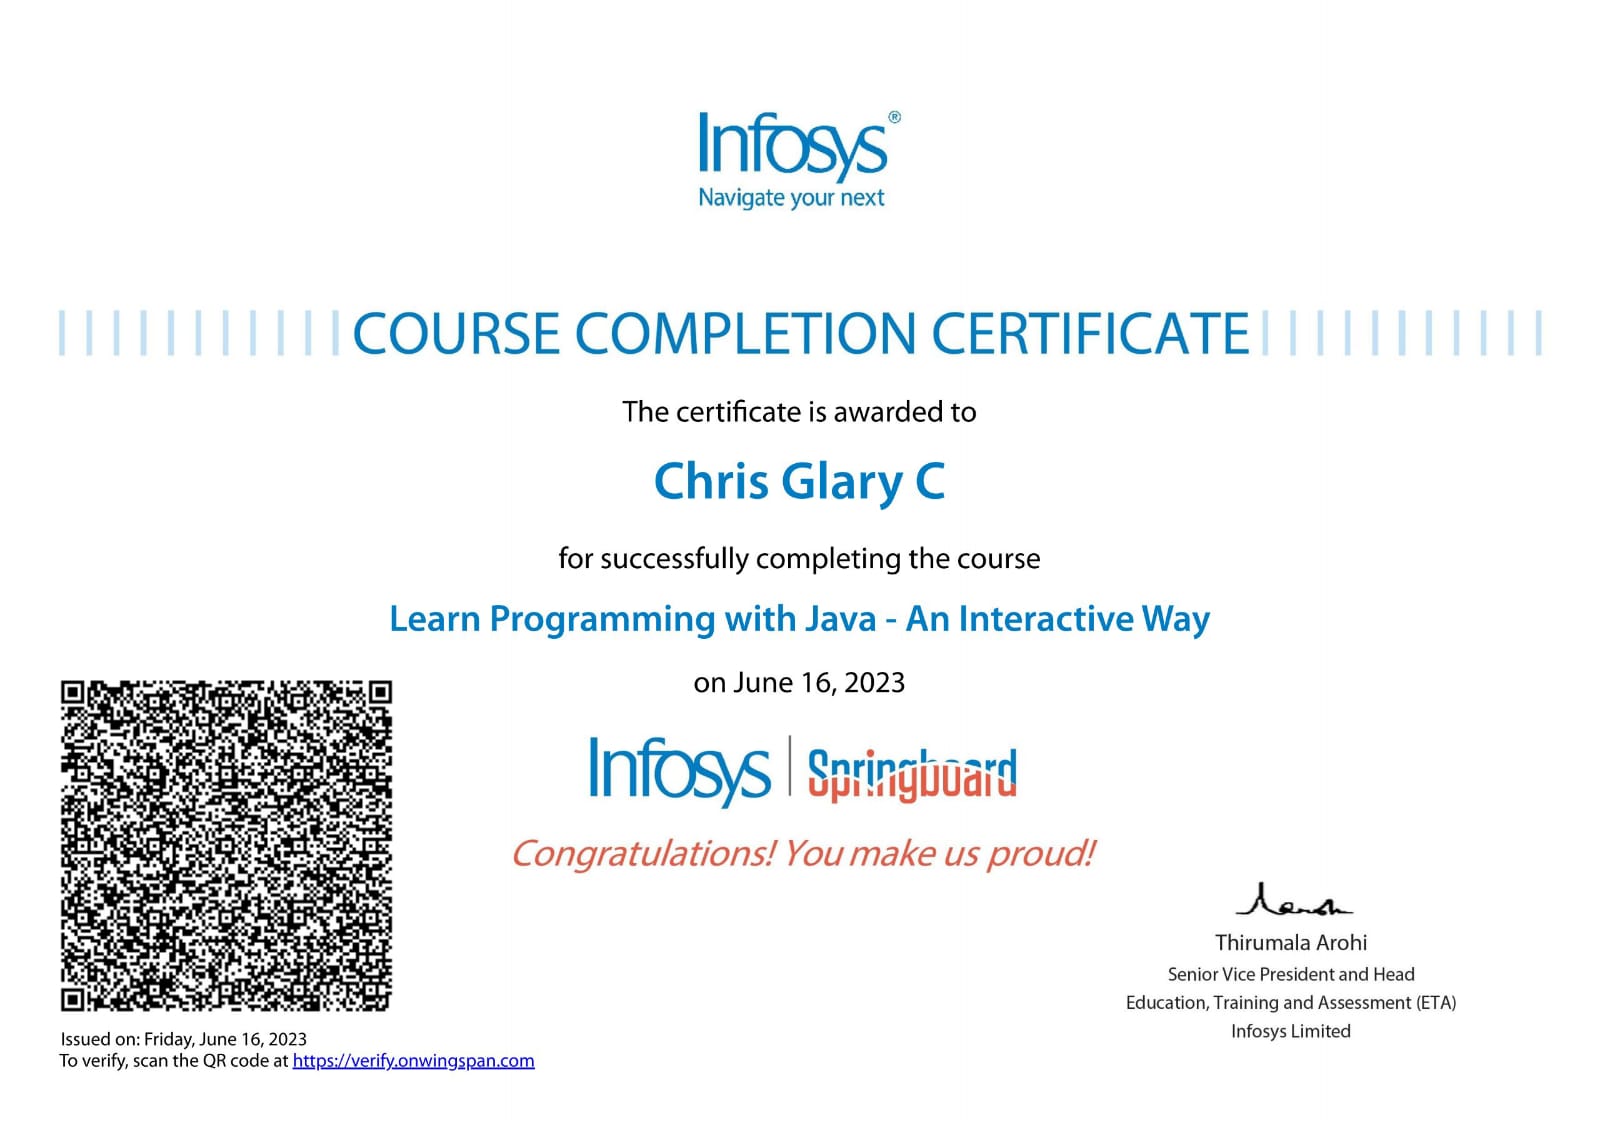 Infosys®
Navigate your next
COURSE COMPLETION CERTIFICATE
The certificate is awarded to
Chris Glary C
for successfully completing the course
Learn Programming with Java - An Interactive Way
on June 16, 2023
Infosys | Springboard
Congratulations! You make us proud!
Thirumala Arohi
Senior Vice President and Head
Education, Training and Assessment (ETA)
Infosys Limited
Issued on: Friday, June 16, 2023
To verify, scan the QR code at https://verify.onwingspan.com